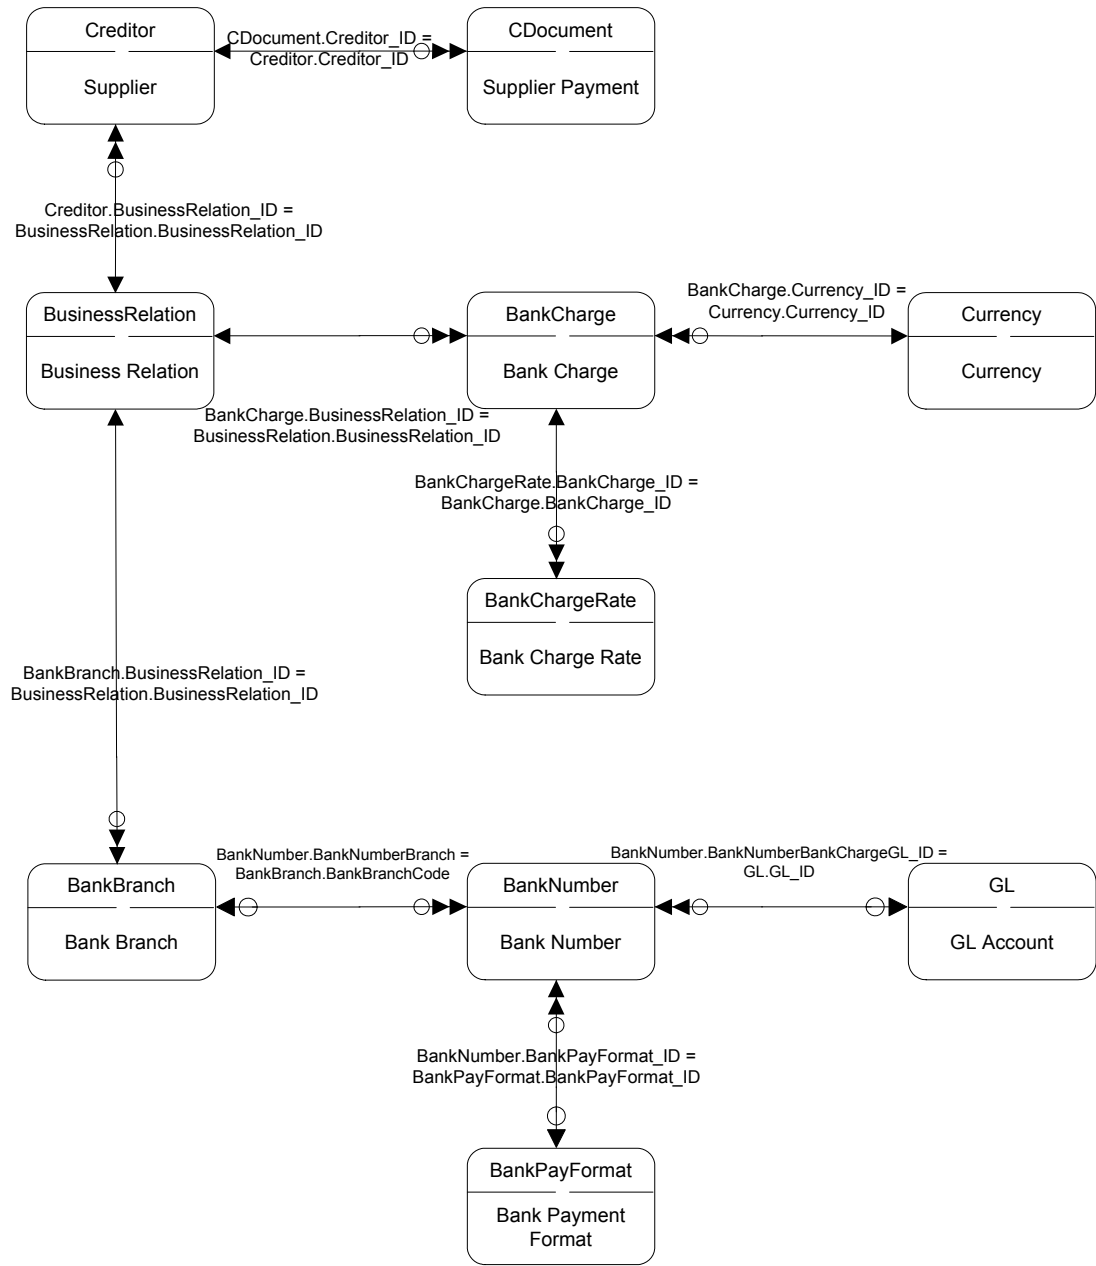 Creditor
Supplier
CDocument.Creditor_ID =
Creditor.Creditor_ID
CDocument
Supplier Payment
Creditor.BusinessRelation_ID =
BusinessRelation.BusinessRelation_ID
BusinessRelation
Business Relation
BankCharge
Bank Charge
BankCharge.Currency_ID =
Currency.Currency_ID
Currency
Currency
BankCharge.BusinessRelation_ID =
BusinessRelation.BusinessRelation_ID
BankChargeRate.BankCharge_ID =
BankCharge.BankCharge_ID
BankChargeRate
Bank Charge Rate
BankBranch.BusinessRelation_ID =
BusinessRelation.BusinessRelation_ID
BankBranch
Bank Branch
BankNumber.BankNumberBranch =
BankBranch.BankBranchCode
BankNumber
Bank Number
BankNumber.BankNumberBankChargeGL_ID =
GL.GL_ID
GL
GL Account
BankNumber.BankPayFormat_ID =
BankPayFormat.BankPayFormat_ID
BankPayFormat
Bank Payment
Format